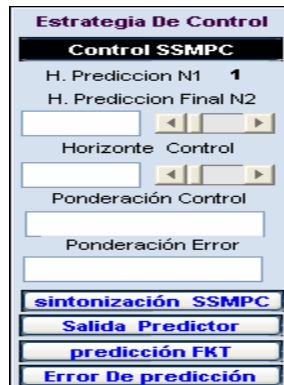 Estrategia De Control
Control SSMPC
H. Prediccion N1 1
H. Prediccion Final N2
Horizonte Control
Ponderación Control
Ponderación Error
sintonización SSMPC
Salida Predictor
predicción FKT
Error De predicción